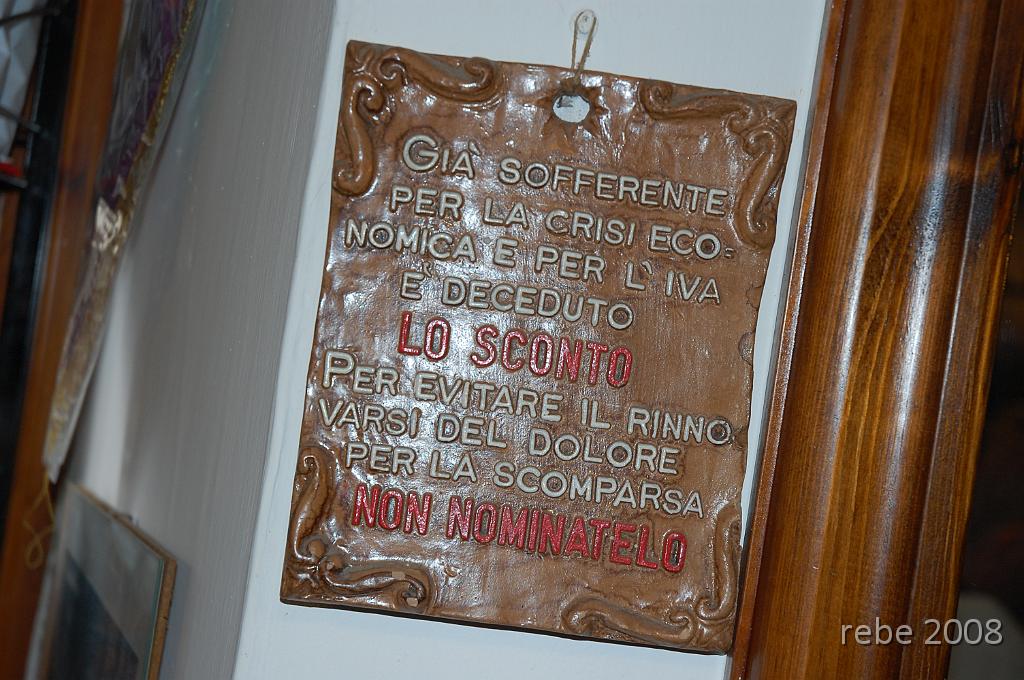 GIÀ SOFFERENTE
PER LA CRISI ECO-
NOMICA E PER L' IVA
E' DECEDUTO
LO SCONTO
PER EVITARE IL RINNO
VARSI DEL DOLORE
PER LA SCOMPARSA
NON NOMINATELO
rebe 2008